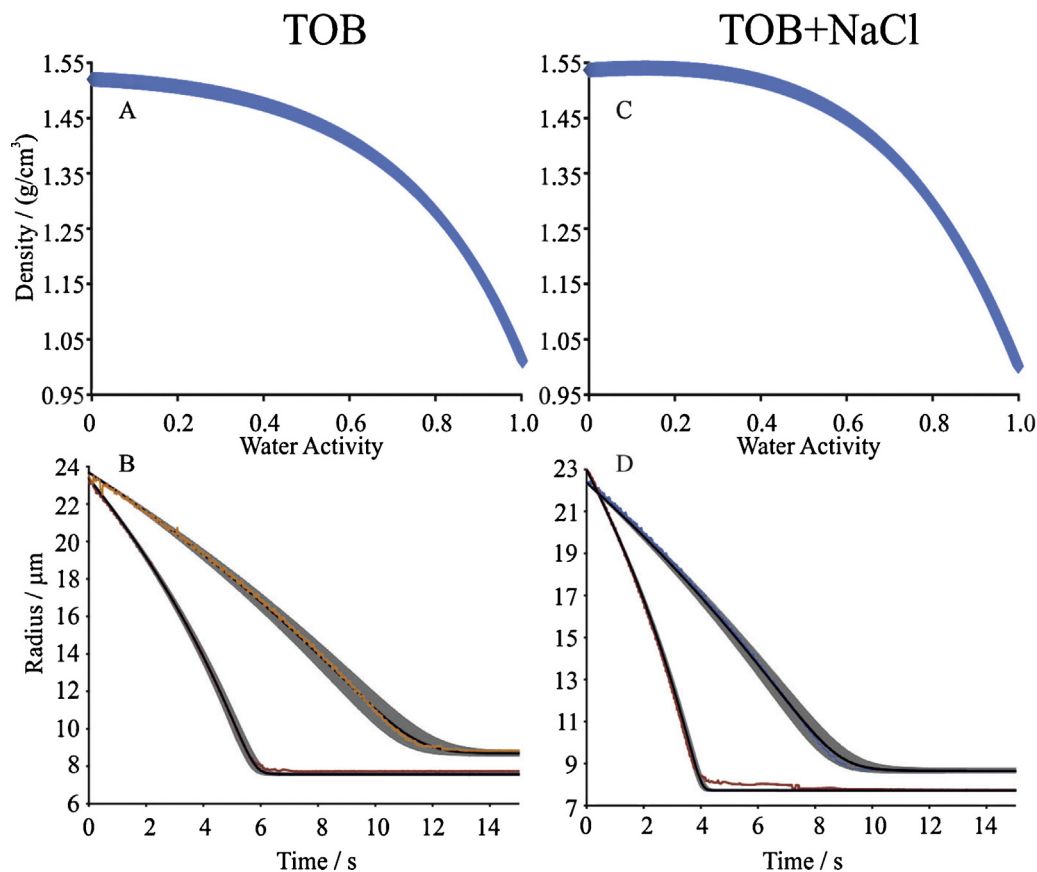 TOB
TOB+NaCl
1.55
1.45
1.35
1.25
1.15
1.05
0.95
Density / (g/cm³)
A
0 0.2 0.4 0.6 0.8 1.0
Water Activity
1.55
1.45
1.35
1.25
1.15
1.05
0.95
C
0 0.2 0.4 0.6 0.8 1.0
Water Activity
24
22
20
18
16
14
12
10
8
6
Radius / μm
B
0 2 4 6 8 10 12 14
Time / s
23
21
19
17
15
13
11
9
7
D
0 2 4 6 8 10 12 14
Time / s